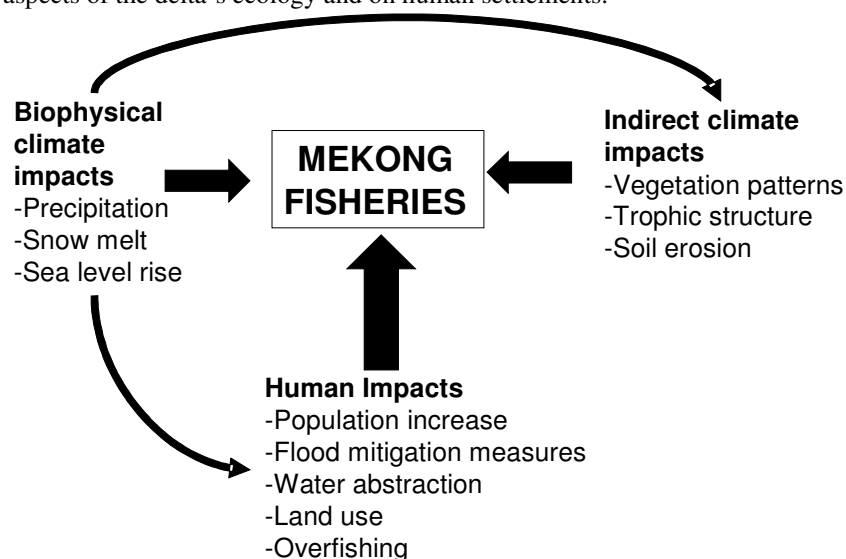 aspects of the delta's ecology and on human settlements.
Biophysical
climate
impacts
-Precipitation
-Snow melt
-Sea level rise
MEKONG
FISHERIES
Indirect climate
impacts
-Vegetation patterns
-Trophic structure
-Soil erosion
Human Impacts
-Population increase
-Flood mitigation measures
-Water abstraction
-Land use
-Overfishing